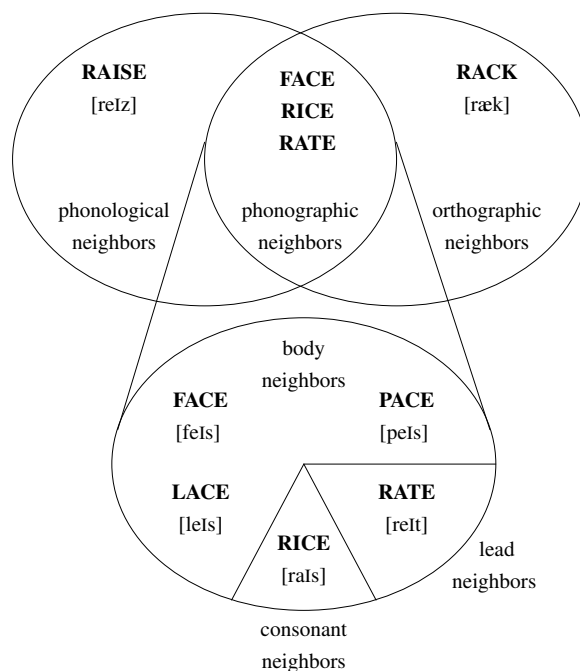 RAISE
[reIz]
FACE
RICE
RATE
RACK
[ræk]
phonological
neighbors
phonographic
neighbors
orthographic
neighbors
body
neighbors
FACE
[feIs]
PACE
[peIs]
LACE
[leIs]
RATE
[reIt]
RICE
[raIs]
lead
neighbors
consonant
neighbors